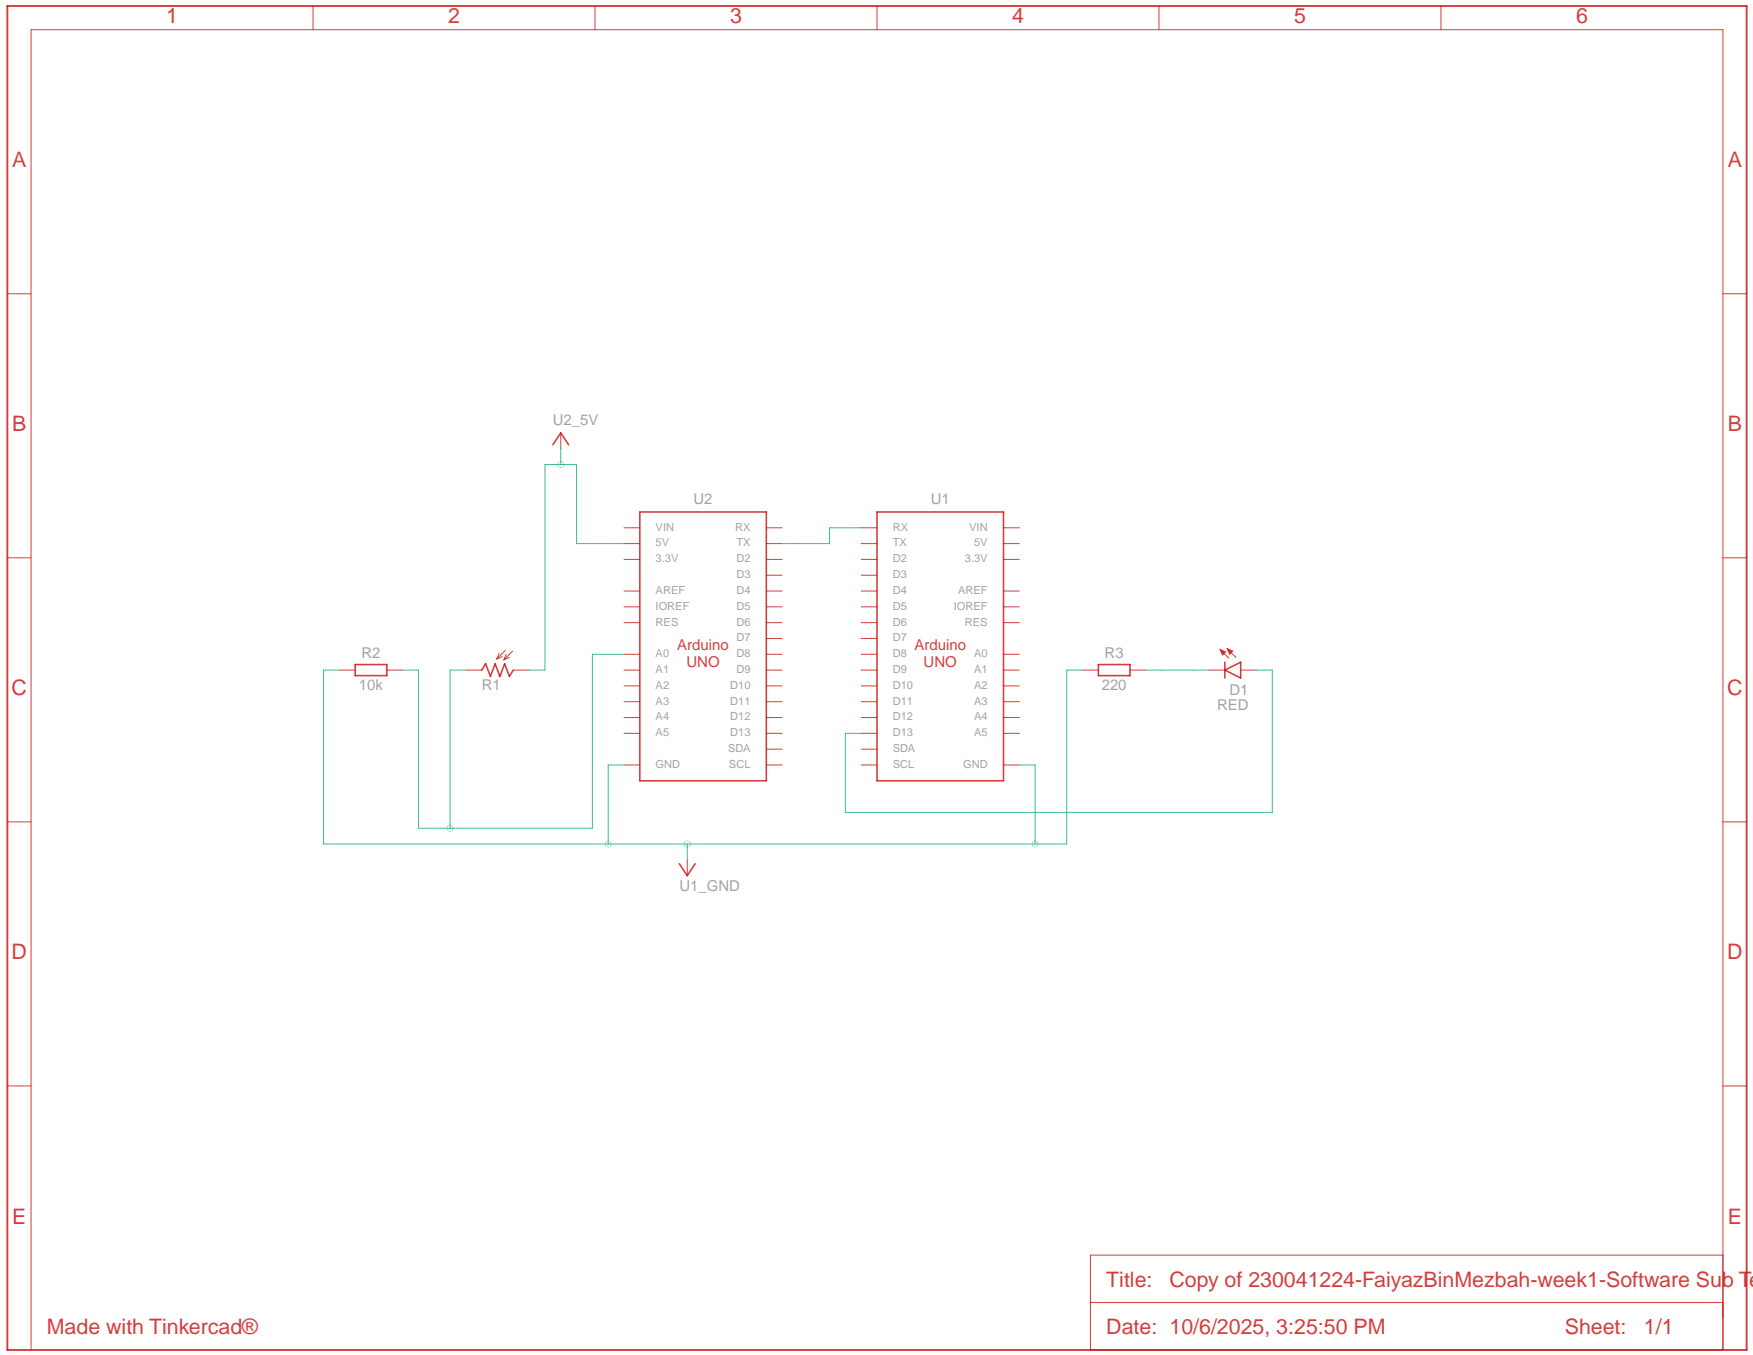 1 2 3 4 5 6
A A
B B
U2_5V
U2 U1
VIN RX RX VIN
5V TX TX 5V
3.3V D2 D2 3.3V
D3 D3
AREF D4 D4 AREF
IOREF D5 D5 IOREF
RES D6 D6 RES
D7 D7
Arduino Arduino
UNO UNO
A0 D8 D8 A0
A1 D9 D9 A1
A2 D10 D10 A2
A3 D11 D11 A3
A4 D12 D12 A4
A5 D13 D13 A5
SDA SDA
GND SCL SCL GND
R2 R3
10k R1 220 D1
RED
C C
U1_GND
D D
E E
Title: Copy of 230041224-FaiyazBinMezbah-week1-Software Sub Te
Made with Tinkercad® Date: 10/6/2025, 3:25:50 PM Sheet: 1/1